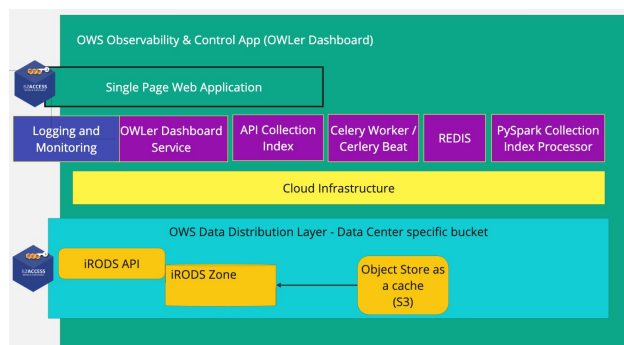 OWS Observability & Control App (OWLer Dashboard)
B2ACCESS
Single Page Web Application
Logging and
Monitoring
OWLer Dashboard
Service
API Collection
Index
Celery Worker /
Cerlery Beat
REDIS
PySpark Collection
Index Processor
Cloud Infrastructure
OWS Data Distribution Layer - Data Center specific bucket
B2ACCESS
iRODS API
iRODS Zone
Object Store as
a cache
(S3)